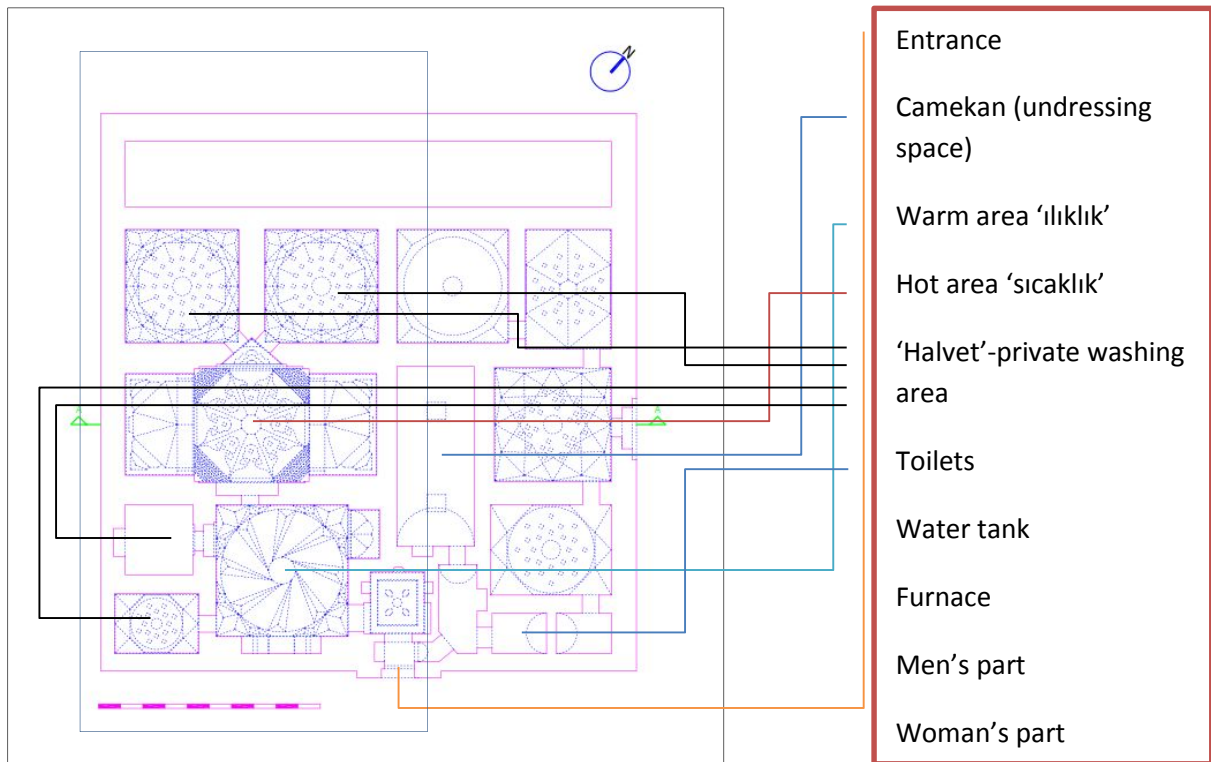 N
Entrance
Camekan (undressing
space)
Warm area ‘ılıklık’
Hot area ‘sıcaklık’
‘Halvet’-private washing
area
Toilets
Water tank
Furnace
Men’s part
Woman’s part
A
A